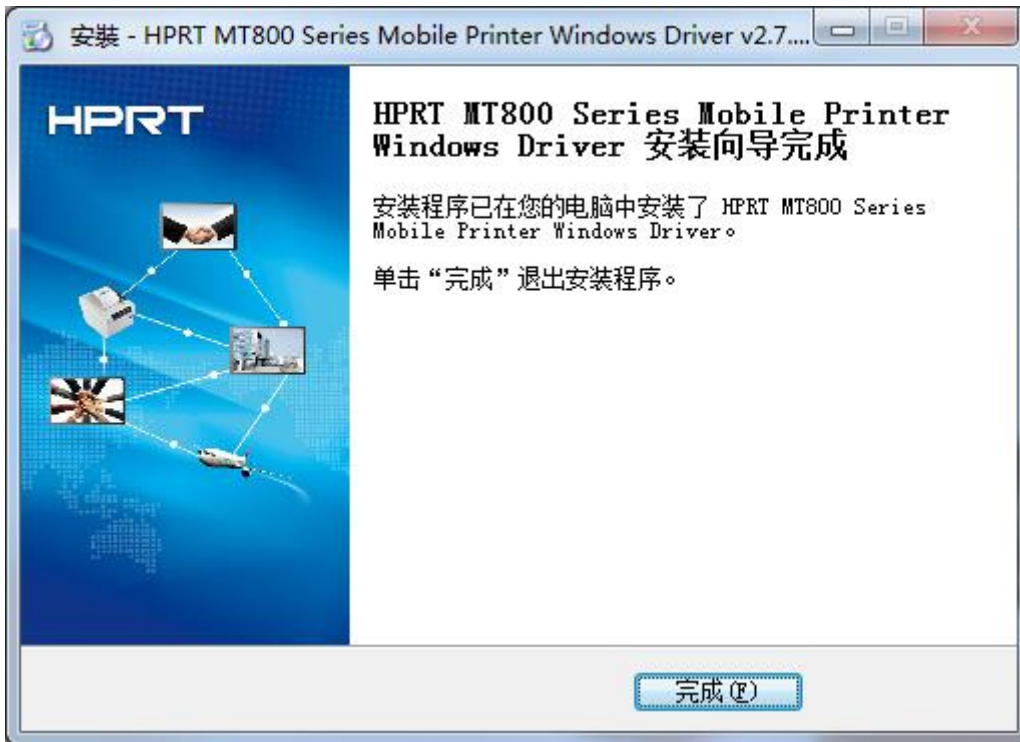 安裝 - HPRT MT800 Series Mobile Printer Windows Driver v2.7....
HPRT
HPRT MT800 Series Mobile Printer
Windows Driver 安装向导完成
安装程序已在您的电脑中安装了 HPRT MT800 Series
Mobile Printer Windows Driver。
单击“完成”退出安装程序。
完成(F)